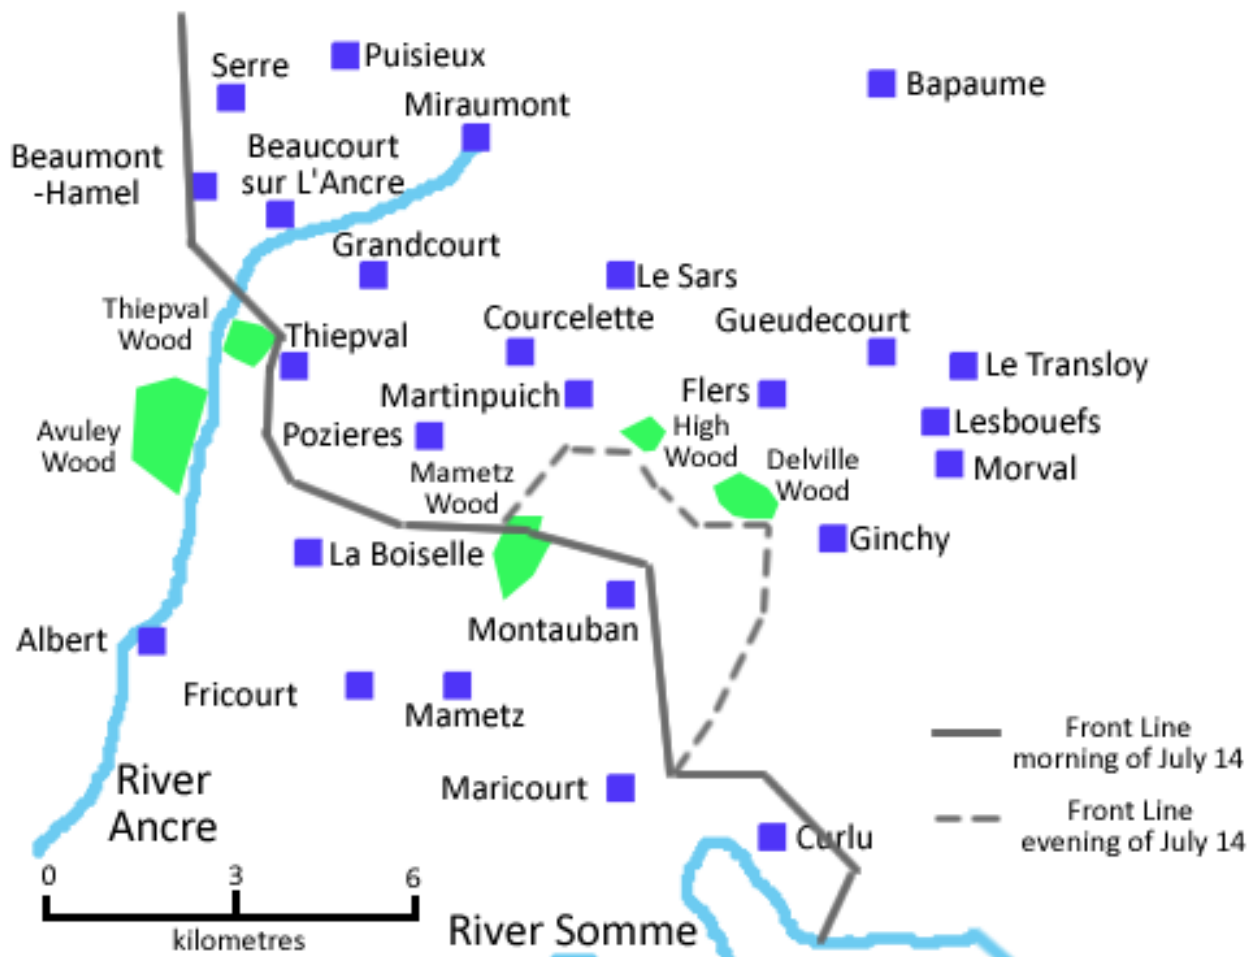 Puisieux
Serre
Bapaume
Miraumont
Beaumont
-Hamel
Beaucourt
sur L'Ancre
Grandcourt
Le Sars
Thiepval
Wood
Thiepval
Courcelette
Gueudecourt
Le Transloy
Martinpuich
Flers
Avuley
Wood
Pozieres
High
Wood
Lesbouefs
Mametz
Wood
Delville
Wood
Morval
La Boiselle
Ginchy
Albert
Montauban
Fricourt
Mametz
Front Line
morning of July 14
River
Ancre
Maricourt
Front Line
evening of July 14
Curlu
0 3 6
kilometres
River Somme